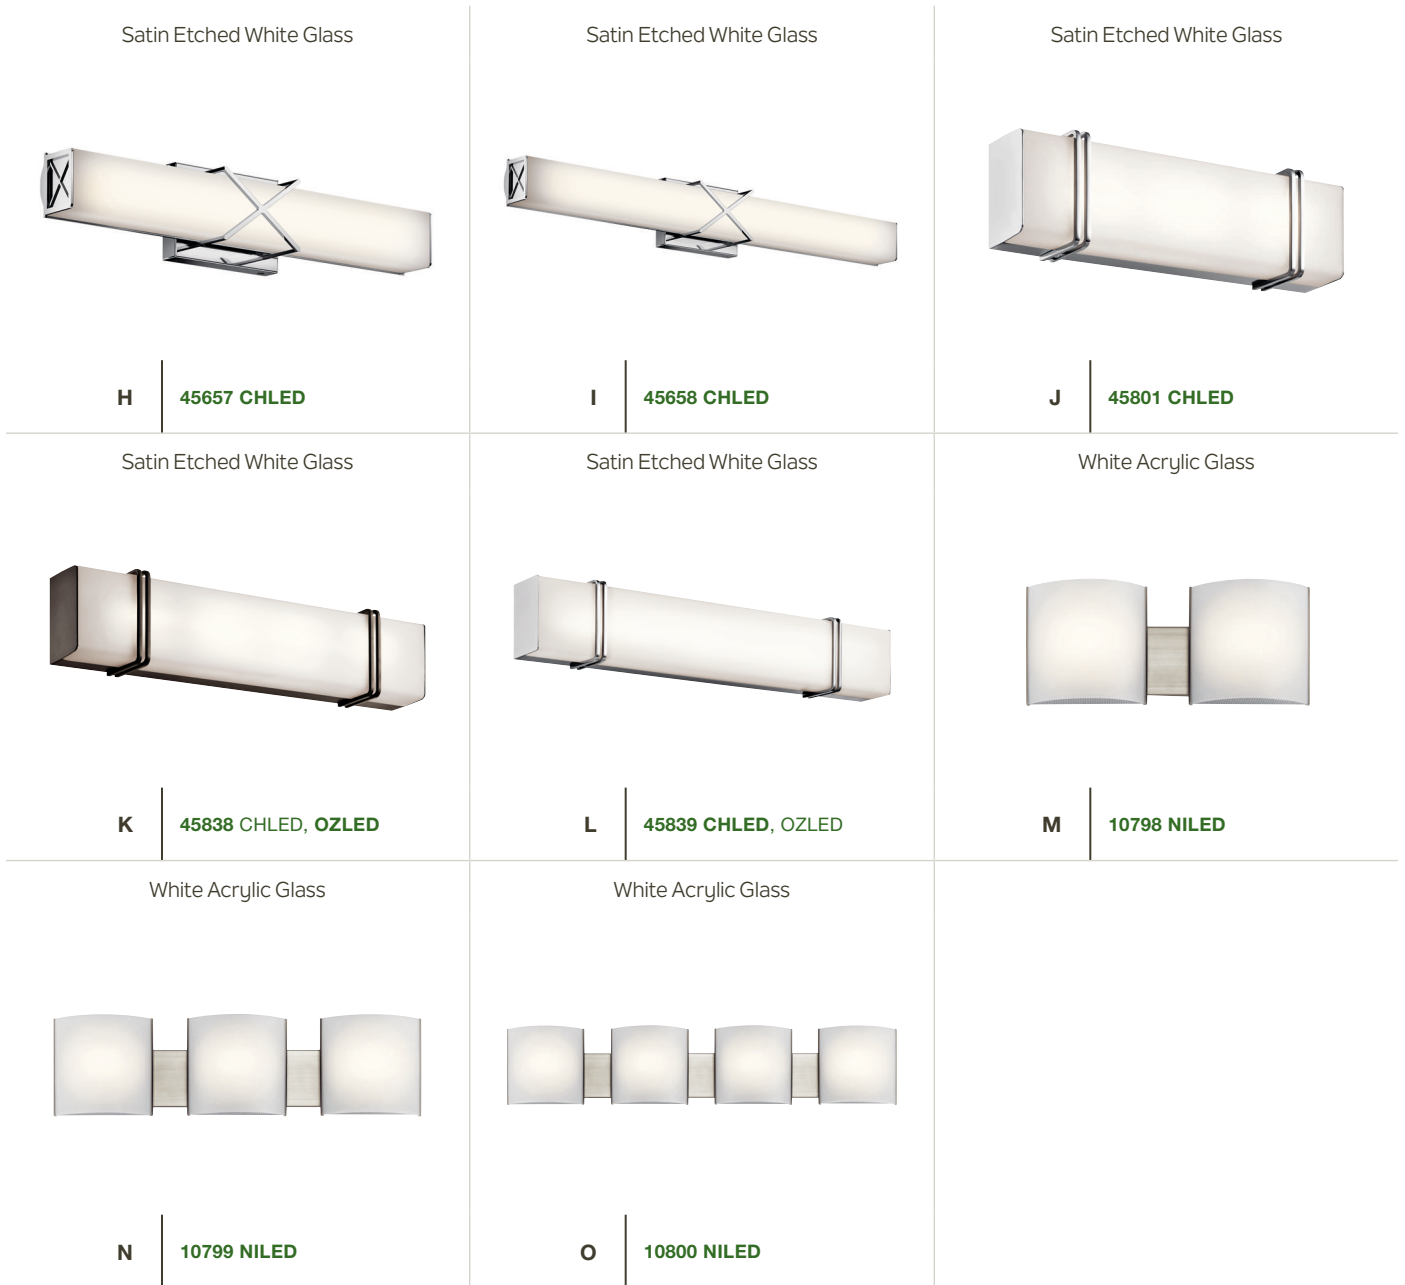 Satin Etched White Glass
Satin Etched White Glass
Satin Etched White Glass
H 45657 CHLED
I 45658 CHLED
J 45801 CHLED
Satin Etched White Glass
Satin Etched White Glass
White Acrylic Glass
K 45838 CHLED, OZLED
L 45839 CHLED, OZLED
M 10798 NILED
White Acrylic Glass
White Acrylic Glass
N 10799 NILED
O 10800 NILED